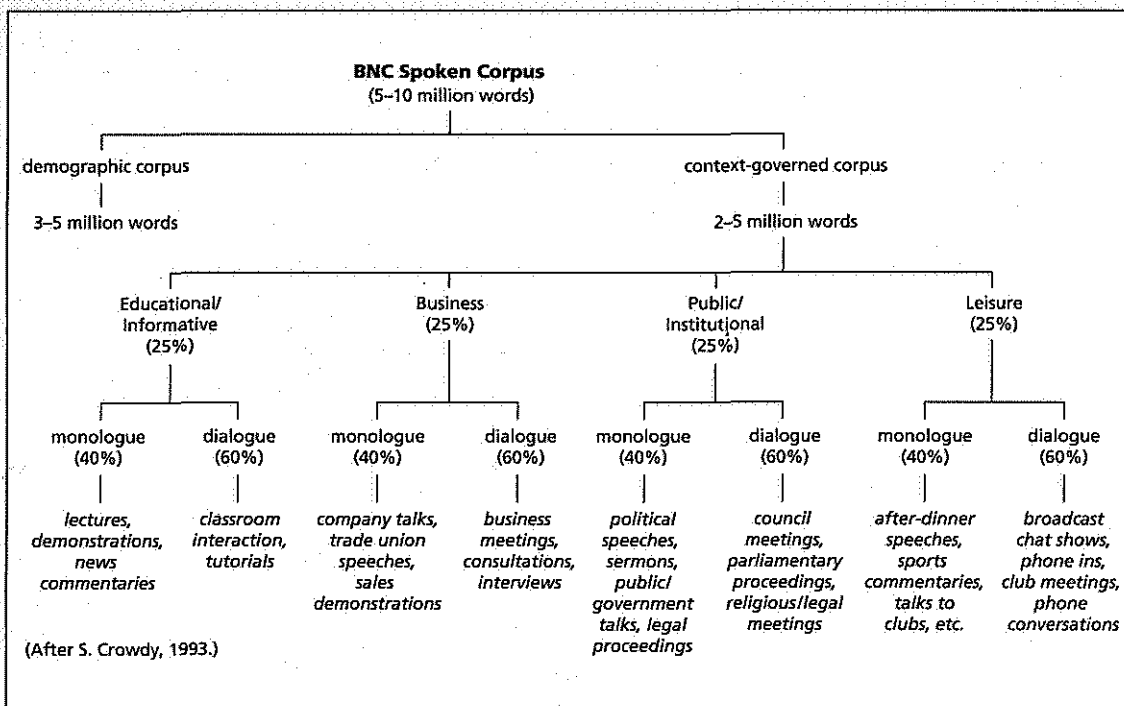 BNC Spoken Corpus
(5–10 million words)
demographic corpus
3–5 million words
context-governed corpus
2–5 million words
Educational/
Informative
(25%)
monologue
(40%)
lectures,
demonstrations,
news
commentaries
dialogue
(60%)
classroom
interaction,
tutorials
Business
(25%)
monologue
(40%)
company talks,
trade union
speeches,
sales
demonstrations
dialogue
(60%)
business
meetings,
consultations,
interviews
Public/
Institutional
(25%)
monologue
(40%)
political
speeches,
sermons,
public/
government
talks, legal
proceedings
dialogue
(60%)
council
meetings,
parliamentary
proceedings,
religious/legal
meetings
Leisure
(25%)
monologue
(40%)
after-dinner
speeches,
sports
commentaries,
talks to
clubs, etc.
dialogue
(60%)
broadcast
chat shows,
phone ins,
club meetings,
phone
conversations
(After S. Crowdy, 1993.)